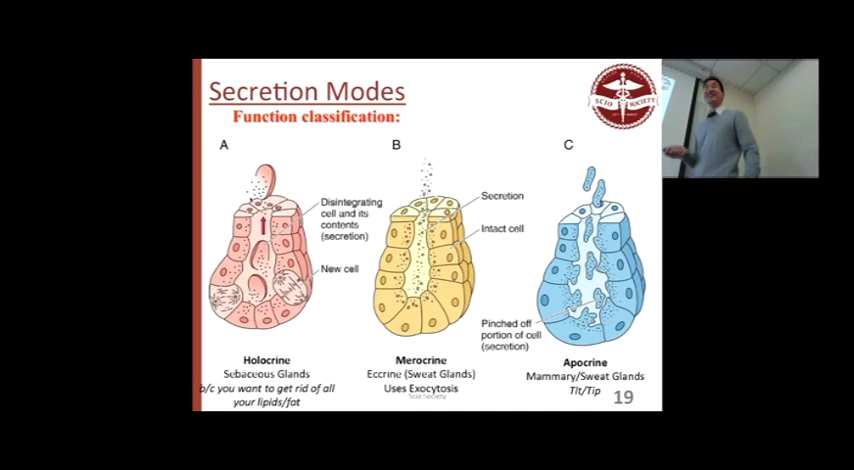 Secretion Modes
Function classification:
SCIO SOCIETY
A
B
C
Disintegrating
cell and its
contents
(secretion)
New cell
Secretion
Intact cell
Pinched off
portion of cell
(secretion)
Holocrine
Sebaceous Glands
b/c you want to get rid of all
your lipids/fat
Merocrine
Eccrine (Sweat Glands)
Uses Exocytosis
Scio Society
Apocrine
Mammary/Sweat Glands
Tit/Tip
19